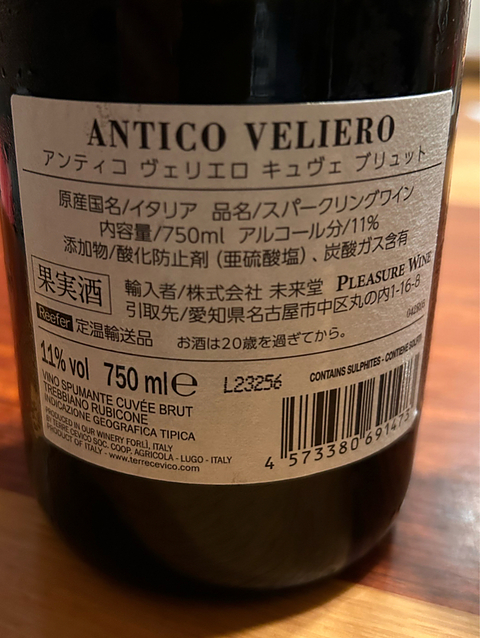 ANTICO VELIERO
アンティコ ヴェリエロ キュヴェ ブリュット
原産国名/イタリア 品名/スパークリングワイン
内容量/750ml アルコール分/11%
添加物/酸化防止剤（亜硫酸塩）、炭酸ガス含有
果実酒
輸入者/株式会社 未来堂 PLEASURE WINE
引取先/愛知県名古屋市中区丸の内1-16-8
Reefer 定温輸送品 お酒は20歳を過ぎてから。
11% vol 750 ml ℮ L23256 CONTAINS SULPHITES - CONTIENE
VINO SPUMANTE CUVÉE BRUT
TREBBIANO RUBICONE
INDICAZIONE GEOGRAFICA TIPICA
PRODUCED IN OUR WINERY FORLÌ, ITALY
TERRE CEVICO SOC. COOP. AGRICOLA - LUGO - ITALY
PRODUCT OF ITALY - www.terrecevico.com
4 573380 691473